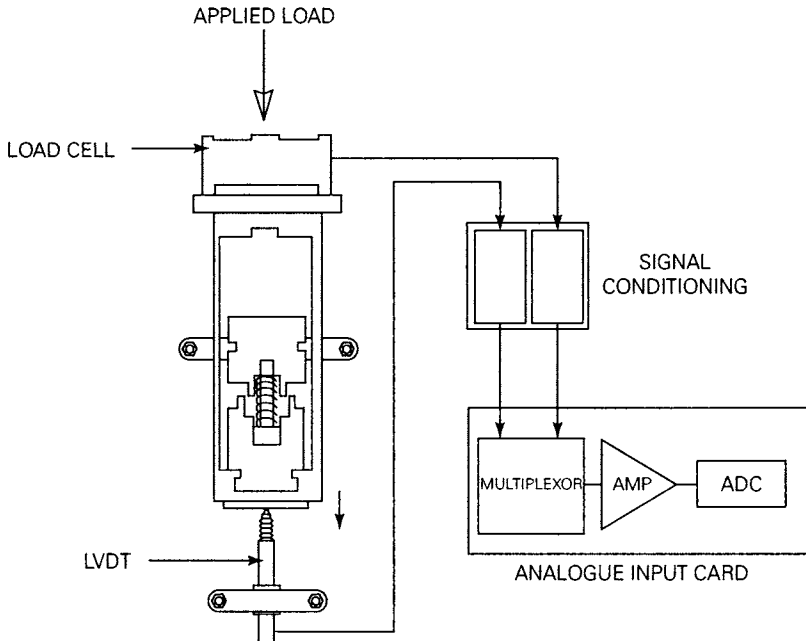 APPLIED LOAD
LOAD CELL
SIGNAL
CONDITIONING
MULTIPLEXOR
AMP
ADC
LVDT
ANALOGUE INPUT CARD